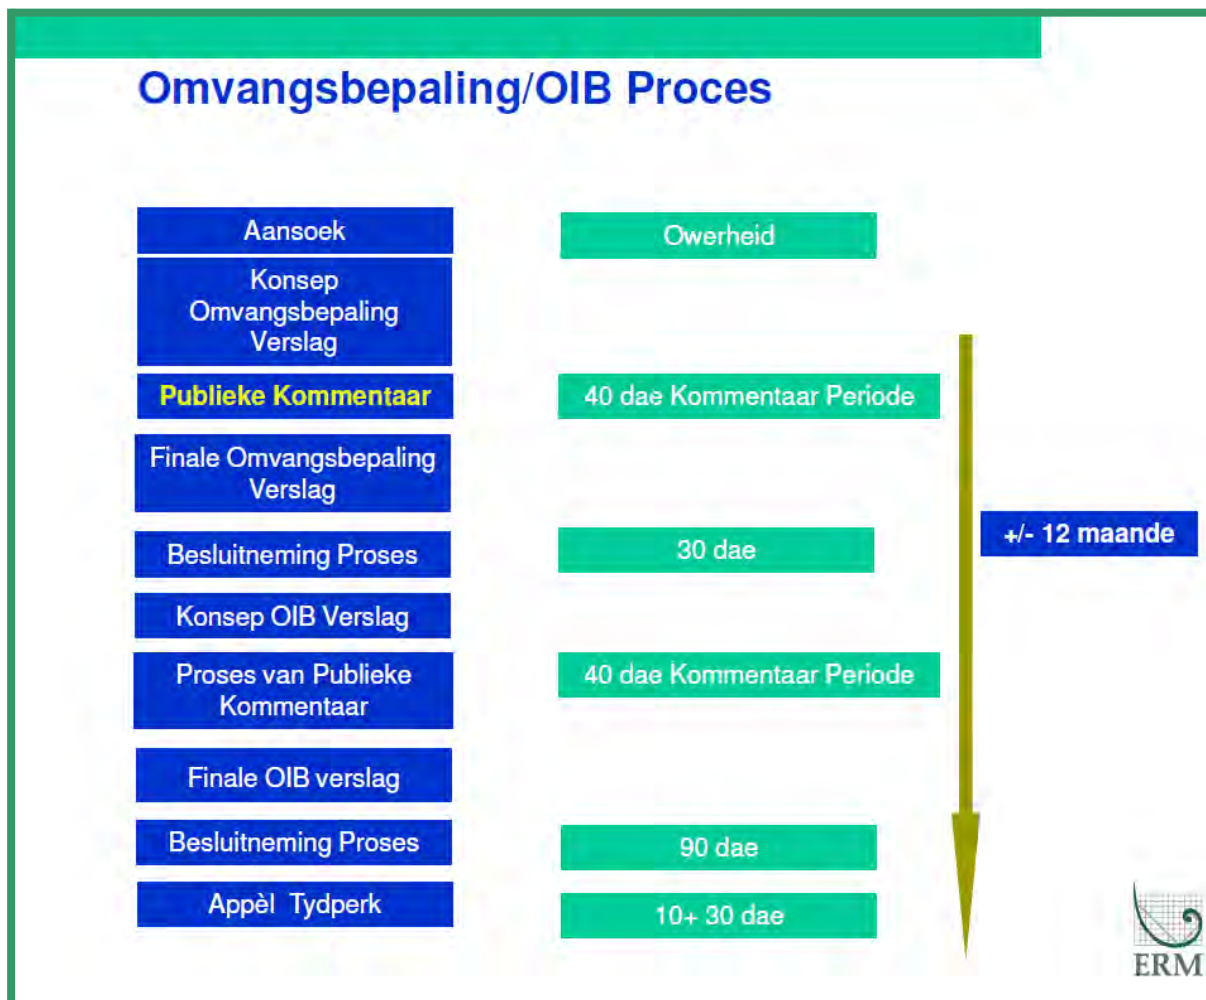 Omvangsbepaling/OIB Proces
Aansoek
Owerheid
Konsep
Omvangsbepaling
Verslag
Publieke Kommentaar
40 dae Kommentaar Periode
Finale Omvangsbepaling
Verslag
+/- 12 maande
Besluitneming Proses
30 dae
Konsep OIB Verslag
Proses van Publieke
Kommentaar
40 dae Kommentaar Periode
Finale OIB verslag
Besluitneming Proses
90 dae
Appèl Tydperk
10+ 30 dae
ERM